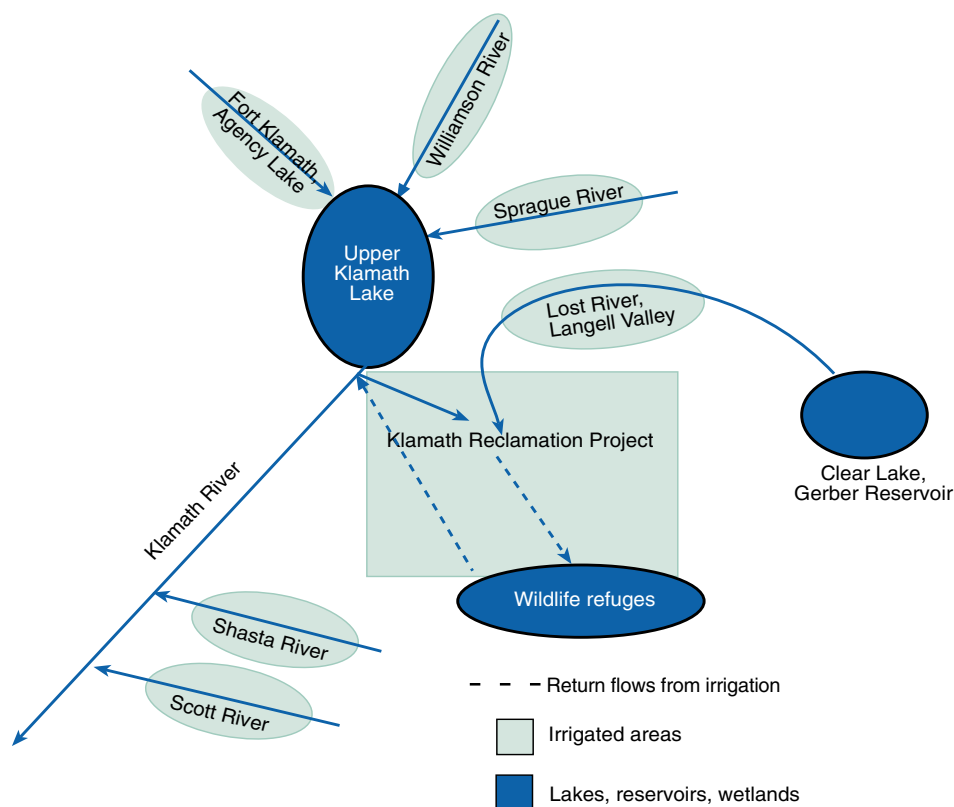 Williamson River
Fort Klamath,
Agency Lake
Sprague River
Upper
Klamath
Lake
Lost River,
Langell Valley
Klamath Reclamation Project
Clear Lake,
Gerber Reservoir
Klamath River
Wildlife refuges
Shasta River
Scott River
Return flows from irrigation
Irrigated areas
Lakes, reservoirs, wetlands